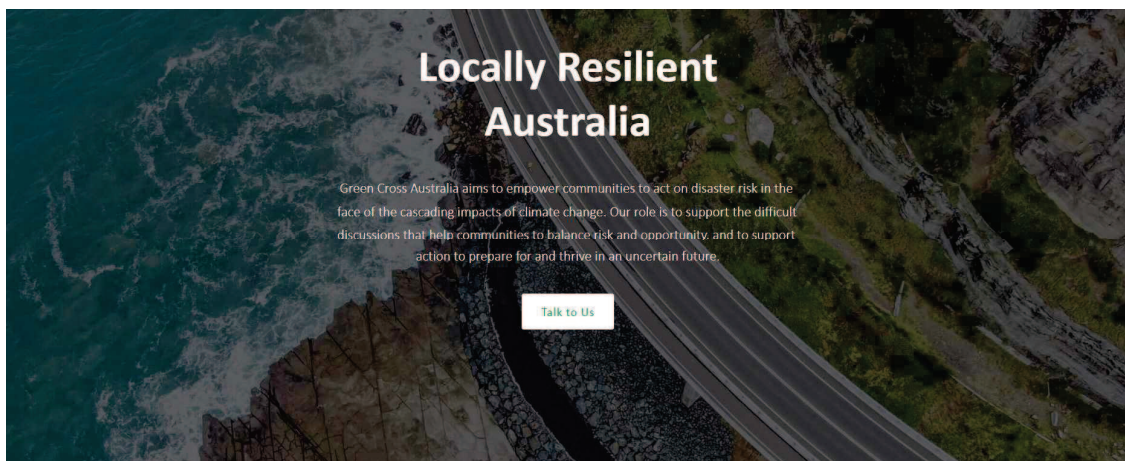 Locally Resilient
Australia
Green Cross Australia aims to empower communities to act on disaster risk in the
face of the cascading impacts of climate change. Our role is to support the difficult
discussions that help communities to balance risk and opportunity, and to support
action to prepare for and thrive in an uncertain future.
Talk to Us